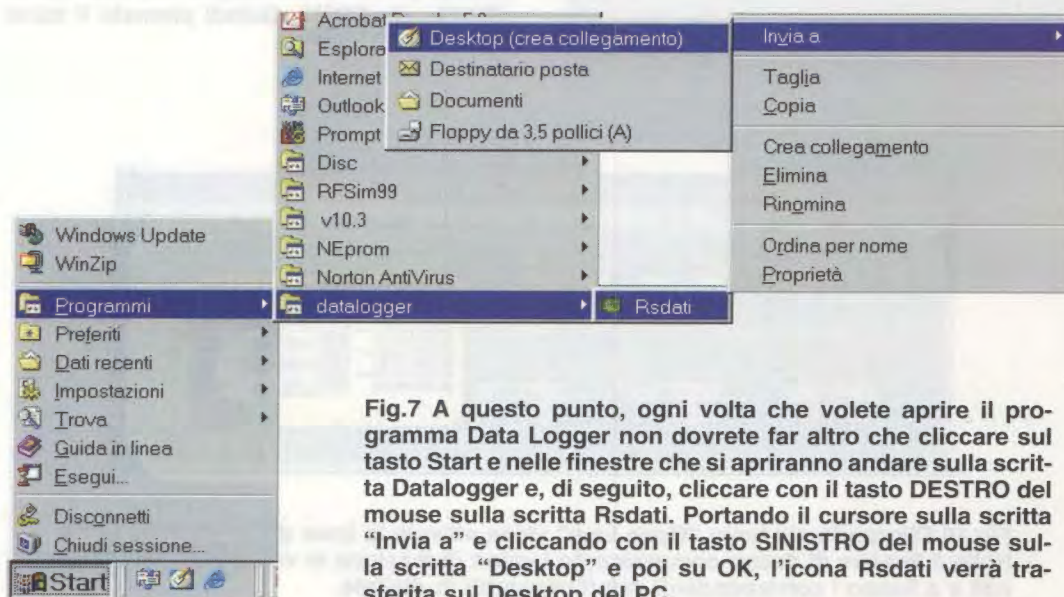 Acrobat
Esplora
Internet
Outlook
Prompt
Disc
RFSim99
v10.3
NEprom
Norton AntiVirus
datalogger
Desktop (crea collegamento)
Destinatario posta
Documenti
Floppy da 3,5 pollici (A)
Invia a
Taglia
Copia
Crea collegamento
Elimina
Rinomina
Ordina per nome
Proprietà
Rsdati
Windows Update
WinZip
Programmi
Preferiti
Dati recenti
Impostazioni
Trova
Guida in linea
Esegui...
Disconnetti
Chiudi sessione...
Start
Fig.7 A questo punto, ogni volta che volete aprire il pro-
gramma Data Logger non dovrete far altro che cliccare sul
tasto Start e nelle finestre che si apriranno andare sulla scrit-
ta Datalogger e, di seguito, cliccare con il tasto DESTRO del
mouse sulla scritta Rsdati. Portando il cursore sulla scritta
“Invia a” e cliccando con il tasto SINISTRO del mouse sul-
la scritta “Desktop” e poi su OK, l’icona Rsdati verrà tra-
sferita sul Desktop del PC.